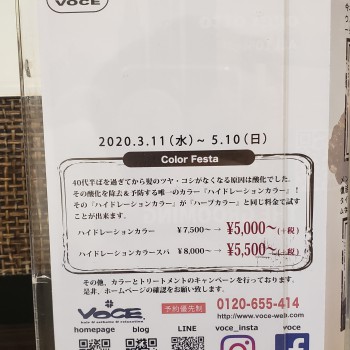 VOCE
2020.3.11(水)~ 5.10(日)
Color Festa
40代半ばを過ぎてから髪のツヤ・コシがなくなる原因は酸化でした。
その酸化を除去&予防する唯一のカラー「ハイドレーションカラー」!
その「ハイドレーションカラー」が「ハーブカラー」と同じ料金で試す
ことが出来ます。
ハイドレーションカラー ¥7,500~ → ¥5,000~(+税)
ハイドレーションカラースパ ¥8,000~ → ¥5,500~(+税)
その他、カラーとトリートメントのキャンペーンを行っております。
是非、ホームページの確認をお願い致します。
VOCE
予約優先制 0120-655-414
http://www.voce-web.com
homepage blog LINE voce_insta voce